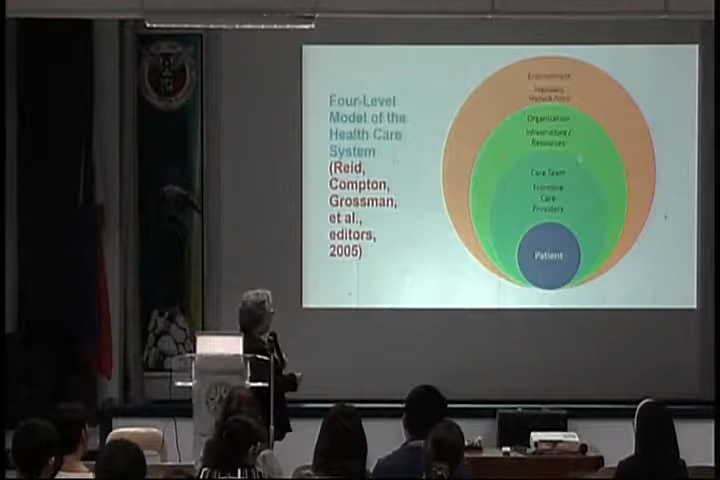 Four-Level
Model of the
Health Care
System
(Reid,
Compton,
Grossman,
et al.,
editors,
2005)
Environment
Organization
Infrastructure/
Resources
Care Team
Frontline
Care
Providers
Patient